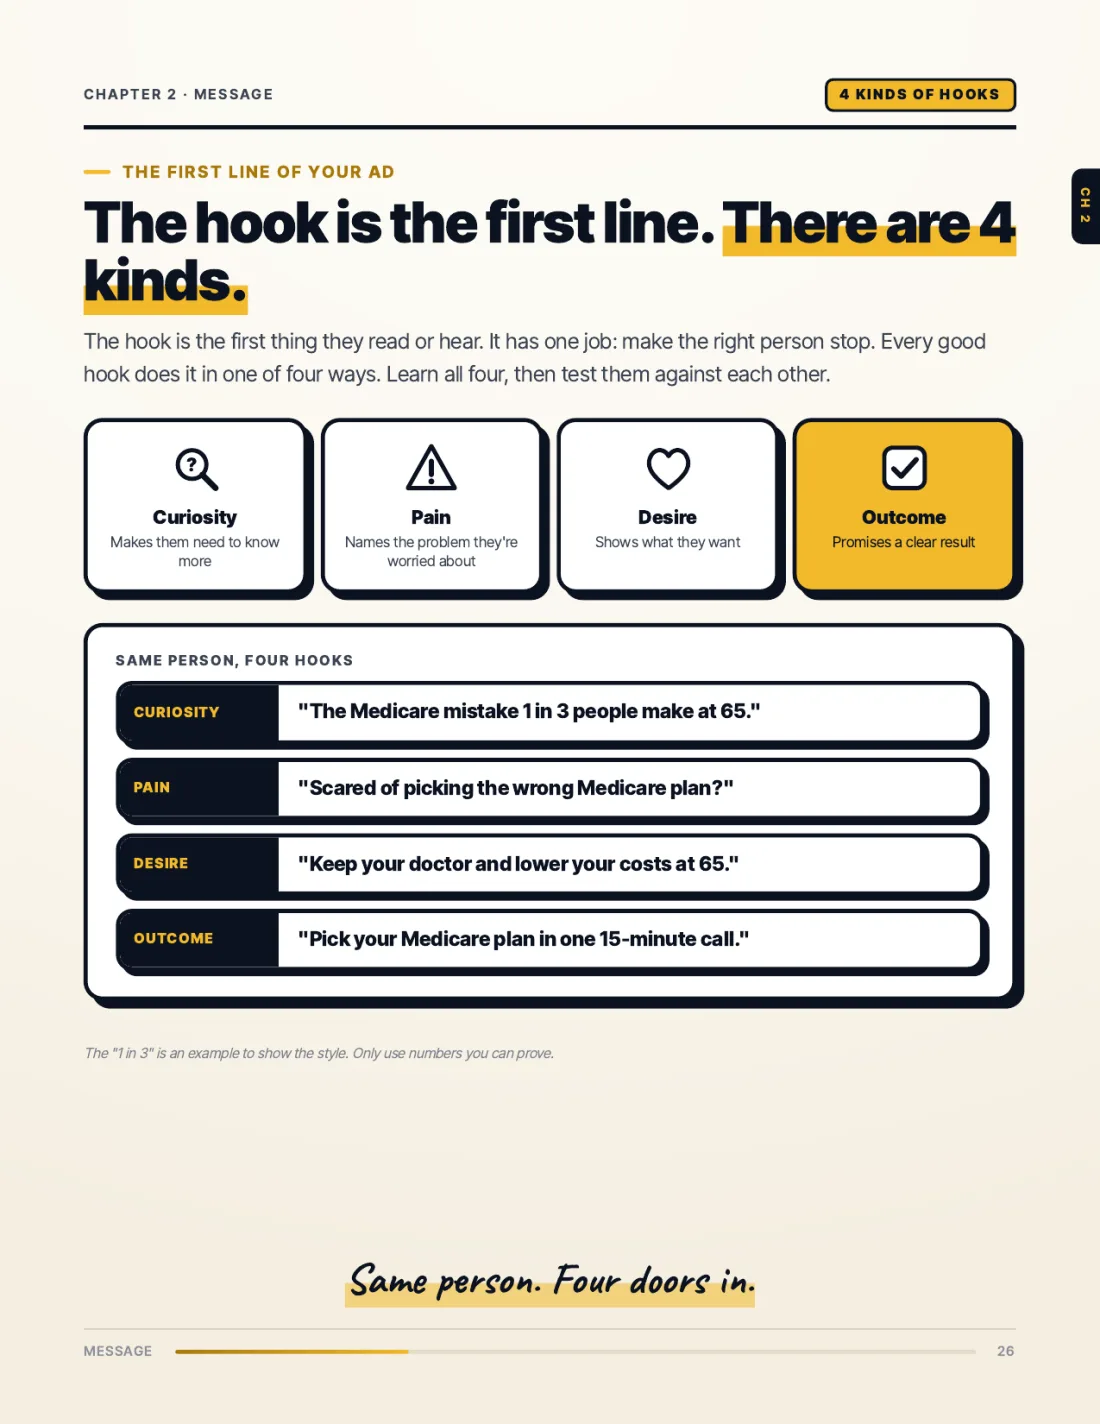 CHAPTER 2 · MESSAGE
4 KINDS OF HOOKS
CH 2
THE FIRST LINE OF YOUR AD
The hook is the first line. There are 4
kinds.
The hook is the first thing they read or hear. It has one job: make the right person stop. Every good
hook does it in one of four ways. Learn all four, then test them against each other.
?
Curiosity
Makes them need to know
more
Pain
Names the problem they're
worried about
Desire
Shows what they want
Outcome
Promises a clear result
SAME PERSON, FOUR HOOKS
CURIOSITY
"The Medicare mistake 1 in 3 people make at 65."
PAIN
"Scared of picking the wrong Medicare plan?"
DESIRE
"Keep your doctor and lower your costs at 65."
OUTCOME
"Pick your Medicare plan in one 15-minute call."
The "1 in 3" is an example to show the style. Only use numbers you can prove.
Same person. Four doors in.
MESSAGE
26